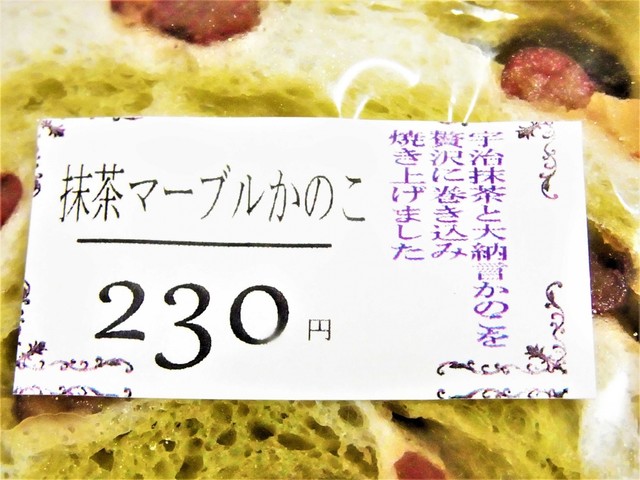 抹茶マーブルかのこ
230円
宇治抹茶と大納言かのこを
贅沢に巻き込み
焼き上げました